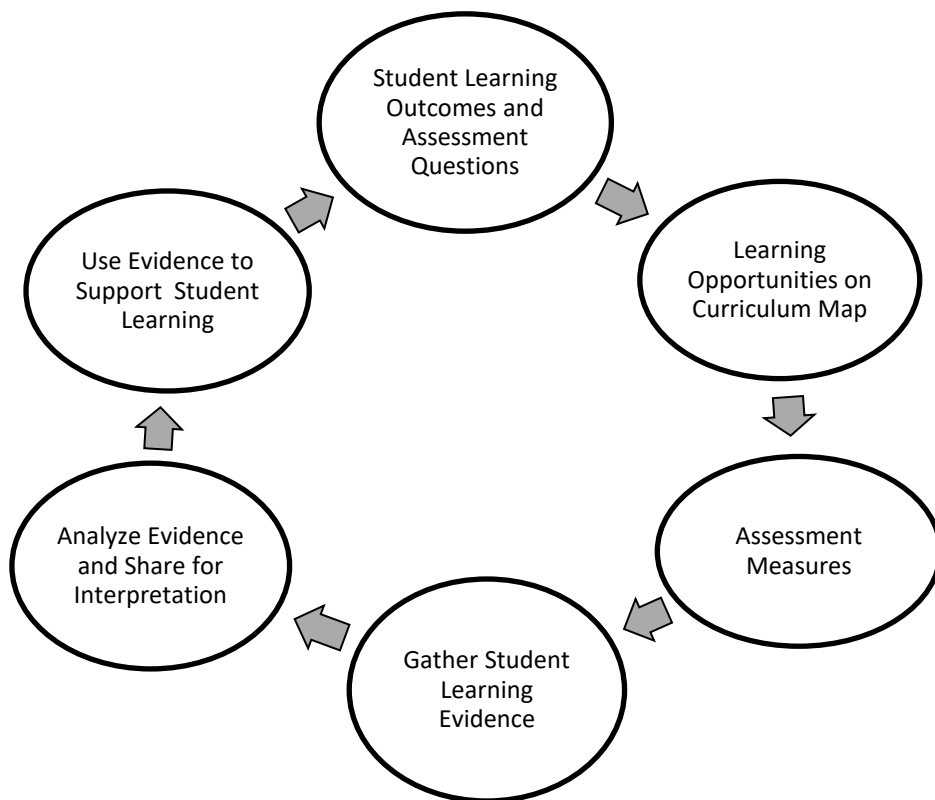 Student Learning
Outcomes and
Assessment
Questions
Learning
Opportunities on
Curriculum Map
Assessment
Measures
Gather Student
Learning
Evidence
Analyze Evidence
and Share for
Interpretation
Use Evidence to
Support  Student
Learning